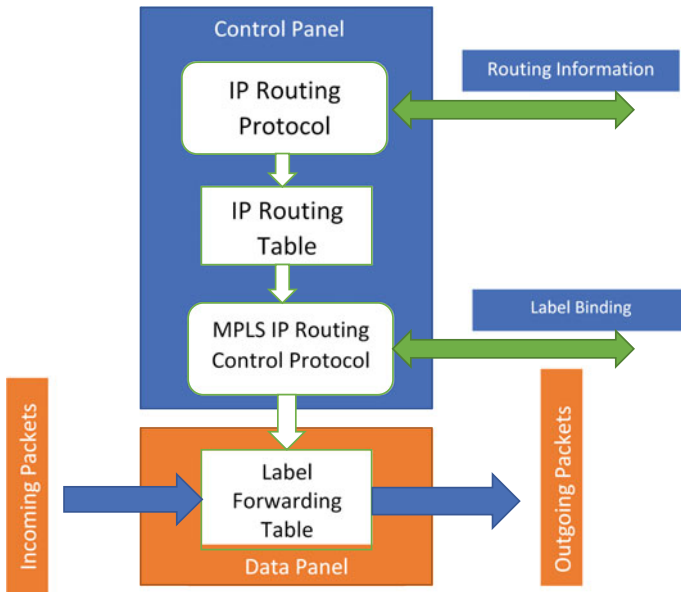 Control Panel
Routing Information
IP Routing
Protocol
IP Routing
Table
Label Binding
MPLS IP Routing
Control Protocol
Incoming Packets
Label
Forwarding
Table
Outgoing Packets
Data Panel